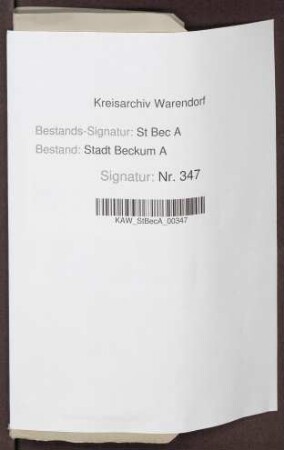 Kreisarchiv Warendorf
Bestands-Signatur: St Bec A
Bestand: Stadt Beckum A
Signatur: Nr. 347
KAW_StBecA_00347